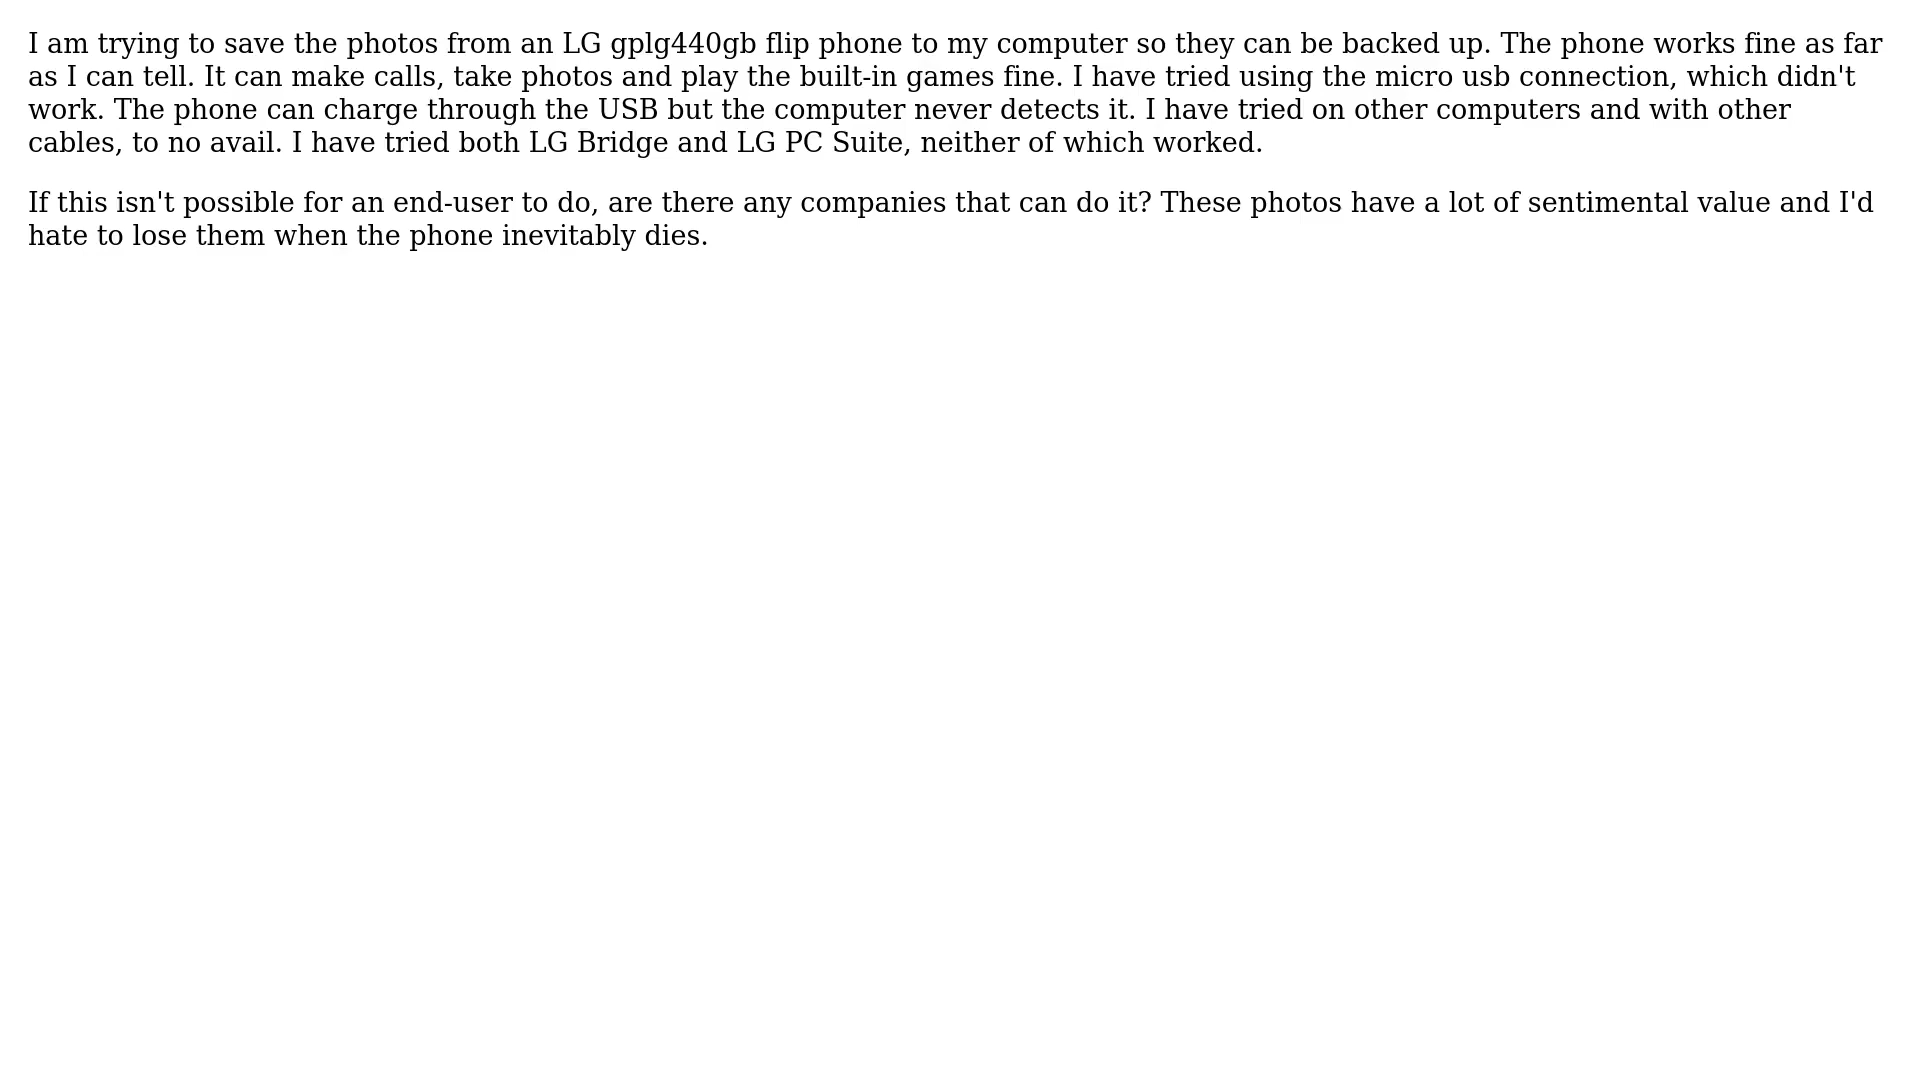 I am trying to save the photos from an LG gplg440gb flip phone to my computer so they can be backed up. The phone works fine as far
as I can tell. It can make calls, take photos and play the built-in games fine. I have tried using the micro usb connection, which didn't
work. The phone can charge through the USB but the computer never detects it. I have tried on other computers and with other
cables, to no avail. I have tried both LG Bridge and LG PC Suite, neither of which worked.
If this isn't possible for an end-user to do, are there any companies that can do it? These photos have a lot of sentimental value and I'd
hate to lose them when the phone inevitably dies.